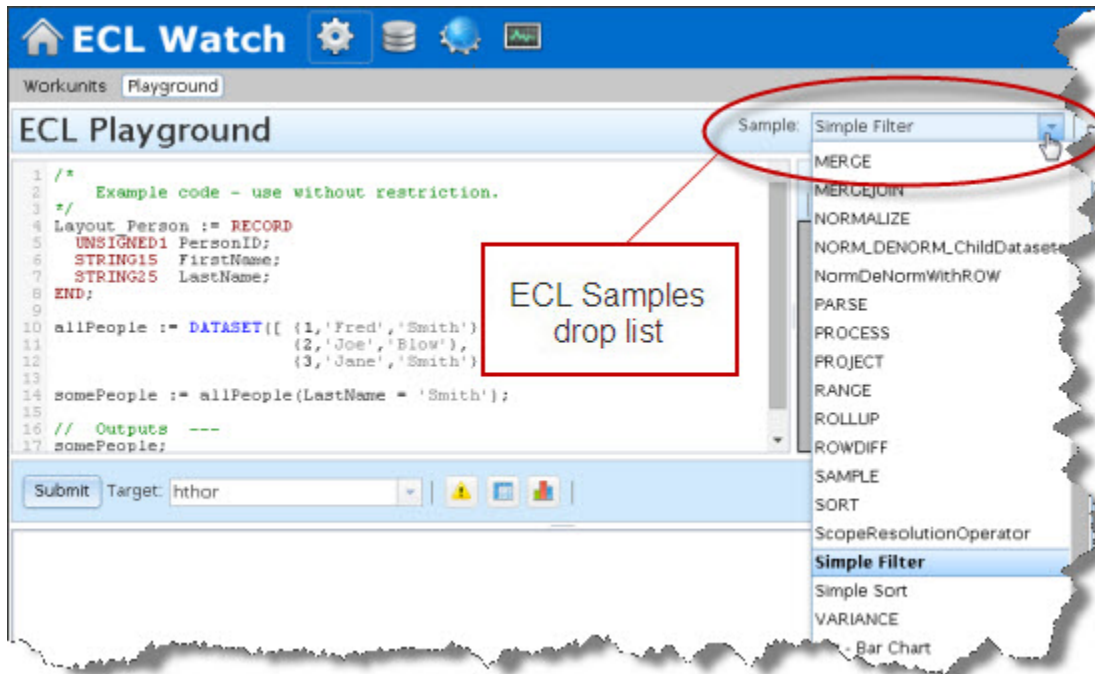 ECL Watch
Workunits Playground
ECL Playground
Sample: Simple Filter
1 /*
2 Example code - use without restriction.
3 */
4 Layout_Person := RECORD
5 UNSIGNED1 PersonID;
6 STRING15 FirstName;
7 STRING25 LastName;
8 END;
9
10 allPeople := DATASET([ {1,'Fred','Smith'}
11 {2,'Joe','Blow'},
12 {3,'Jane','Smith'}
13
14 somePeople := allPeople(LastName = 'Smith');
15
16 // Outputs ---
17 somePeople;
ECL Samples
drop list
Submit Target: hthor
MERGE
MERGEJOIN
NORMALIZE
NORM_DENORM_ChildDatasets
NormDeNormWithROW
PARSE
PROCESS
PROJECT
RANGE
ROLLUP
ROWDIFF
SAMPLE
SORT
ScopeResolutionOperator
Simple Filter
Simple Sort
VARIANCE
- Bar Chart